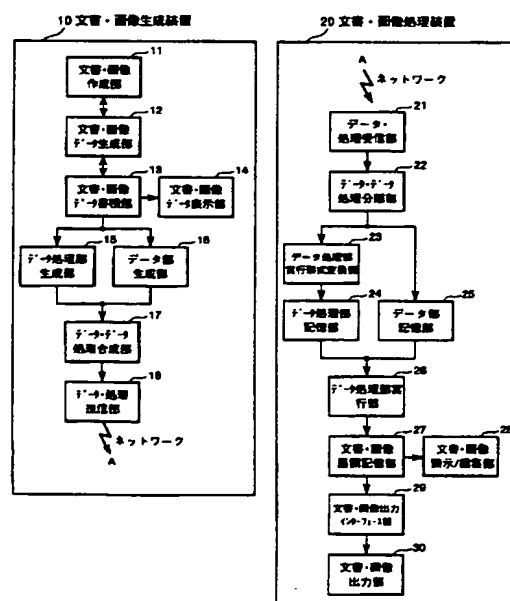 10 文書・画像生成装置
11
文書・画像
作成部
12
文書・画像
データ生成部
13
文書・画像
データ蓄積部
14
文書・画像
データ表示部
15
データ処理部
生成部
16
データ部
生成部
17
データ・データ
処理合成部
18
データ・処理
送信部
ネットワーク
A
20 文書・画像処理装置
A
ネットワーク
21
データ・
処理受信部
22
データ・データ
処理分離部
23
データ処理部
実行形式変換部
24
データ処理部
記憶部
25
データ部
記憶部
26
データ処理部実
行部
27
文書・画像
記憶部
28
文書・画像
表示/編集部
29
文書・画像出力
インターフェース部
30
文書・画像
出力部